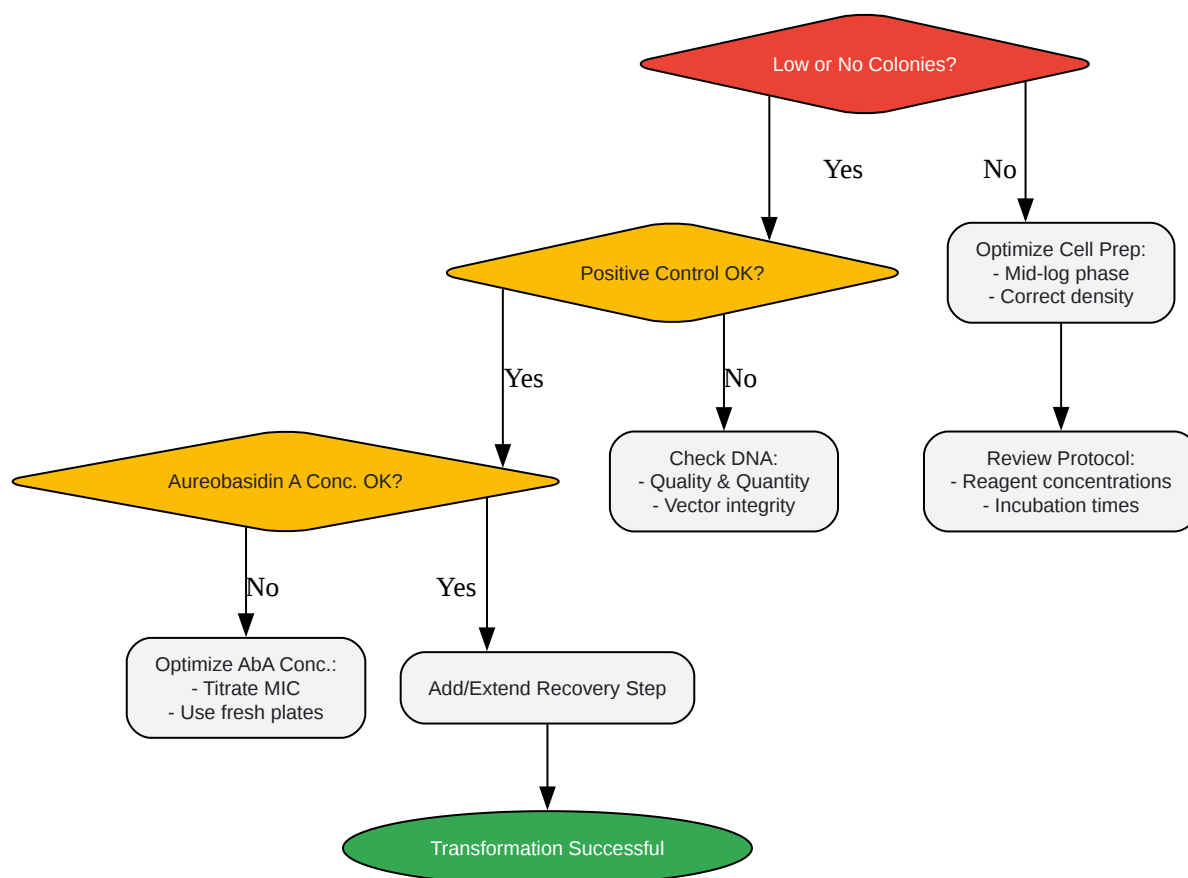 Low or No Colonies?
Yes
No
Positive Control OK?
Optimize Cell Prep:
- Mid-log phase
- Correct density
Yes
No
Aureobasidin A Conc. OK?
Check DNA:
- Quality & Quantity
- Vector integrity
Review Protocol:
- Reagent concentrations
- Incubation times
No
Yes
Optimize AbA Conc.:
- Titrate MIC
- Use fresh plates
Add/Extend Recovery Step
Transformation Successful